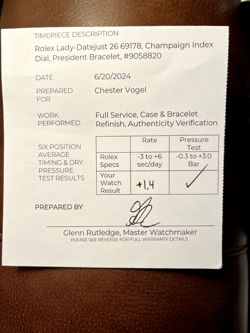 TIMEPIECE DESCRIPTION
Rolex Lady-Datejust 26 69178, Champaign Index
Dial, President Bracelet, #9058820
DATE 6/20/2024
PREPARED FOR Chester Vogel
WORK PERFORMED Full Service, Case & Bracelet
Refinish, Authenticity Verification
SIX POSITION
AVERAGE
TIMING & DRY
PRESSURE
TEST RESULTS
Rate Pressure Test
Rolex Specs -3 to +6 sec/day -0.3 to +3.0 Bar
Your Watch Result +1.4 ✓
PREPARED BY
Glenn Rutledge, Master Watchmaker
PLEASE SEE REVERSE FOR FULL WARRANTY DETAILS